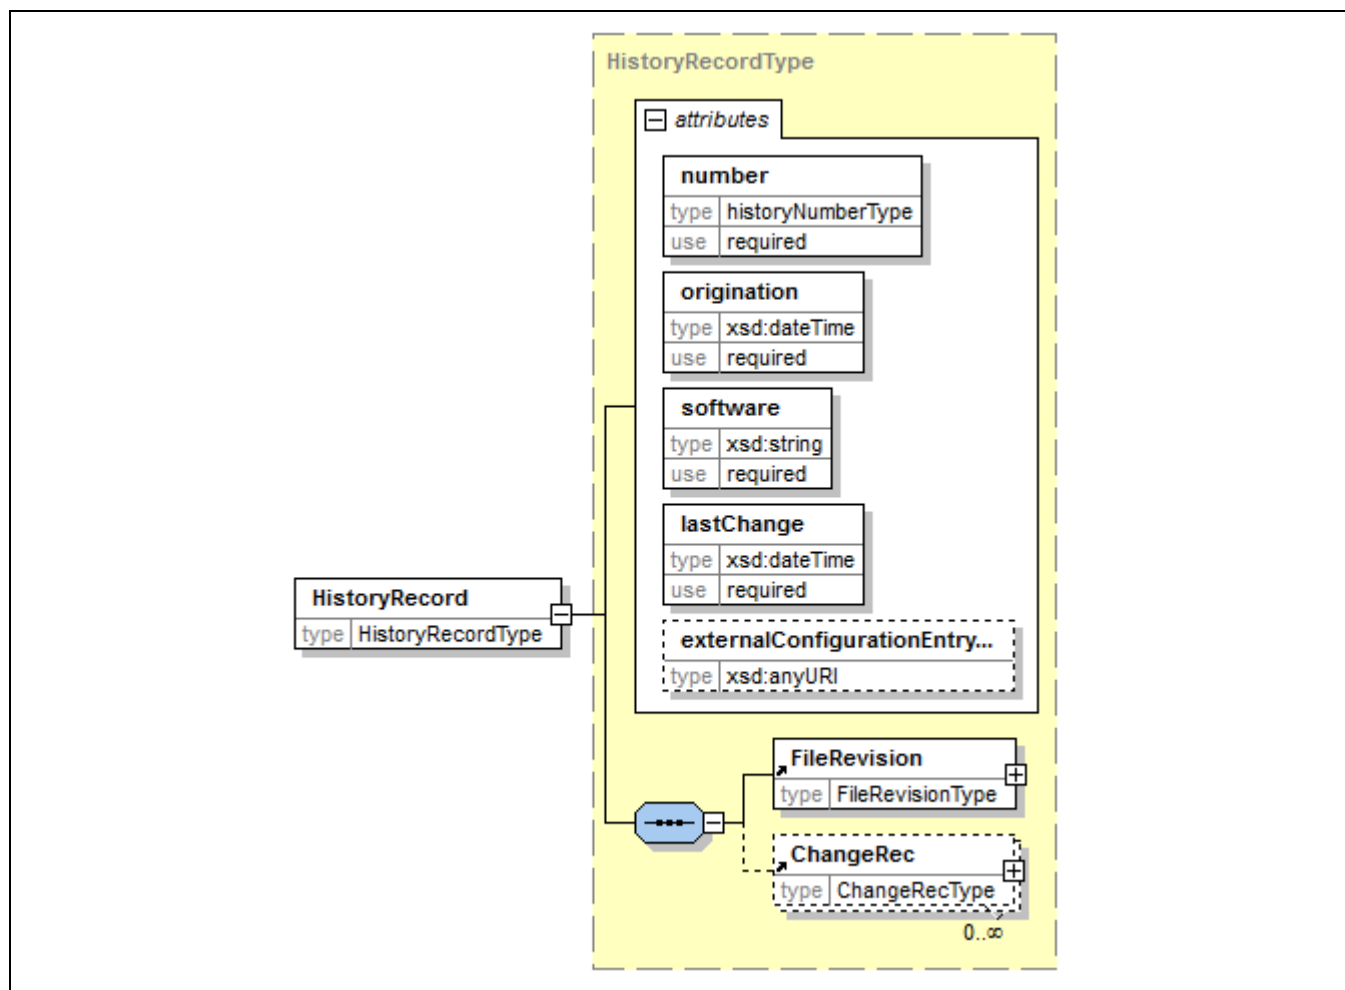 HistoryRecordType
attributes
number
type historyNumberType
use required
origination
type xsd:dateTime
use required
software
type xsd:string
use required
lastChange
type xsd:dateTime
use required
HistoryRecord
type HistoryRecordType
externalConfigurationEntry...
type xsd:anyURI
FileRevision
type FileRevisionType
ChangeRec
type ChangeRecType
0..∞